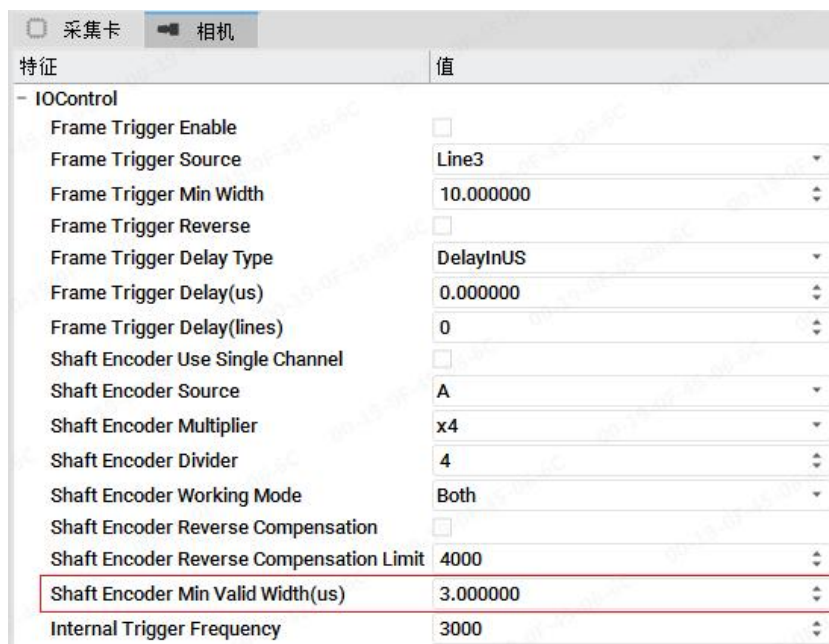 采集卡 相机
特征 值
− IOControl
Frame Trigger Enable
Frame Trigger Source Line3
Frame Trigger Min Width 10.000000
Frame Trigger Reverse
Frame Trigger Delay Type DelayInUS
Frame Trigger Delay(us) 0.000000
Frame Trigger Delay(lines) 0
Shaft Encoder Use Single Channel
Shaft Encoder Source A
Shaft Encoder Multiplier x4
Shaft Encoder Divider 4
Shaft Encoder Working Mode Both
Shaft Encoder Reverse Compensation
Shaft Encoder Reverse Compensation Limit 4000
Shaft Encoder Min Valid Width(us) 3.000000
Internal Trigger Frequency 3000